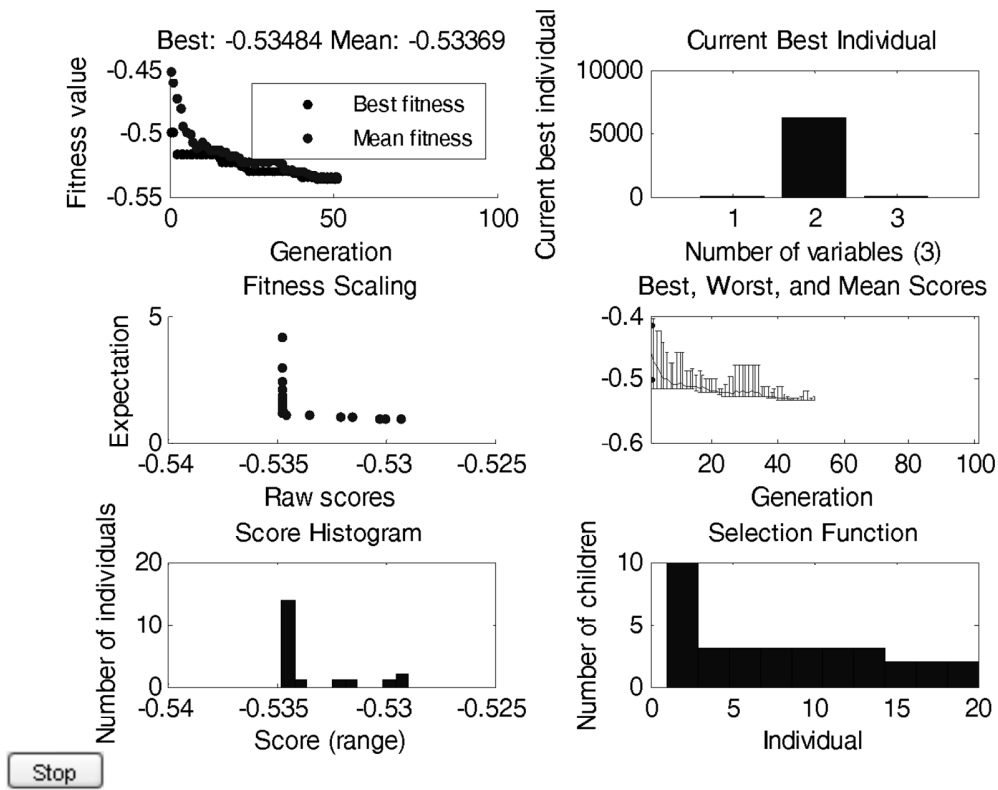 Best: -0.53484 Mean: -0.53369
Fitness value
-0.45
-0.5
-0.55
Best fitness
Mean fitness
0
50
100
Generation
Current Best Individual
Current best individual
10000
5000
0
1
2
3
Number of variables (3)
Fitness Scaling
Expectation
5
0
-0.54
-0.535
-0.53
-0.525
Raw scores
Best, Worst, and Mean Scores
-0.4
-0.5
-0.6
20
40
60
80
100
Generation
Score Histogram
Number of individuals
20
10
0
-0.54
-0.535
-0.53
-0.525
Score (range)
Selection Function
Number of children
10
5
0
0
5
10
15
20
Individual
Stop